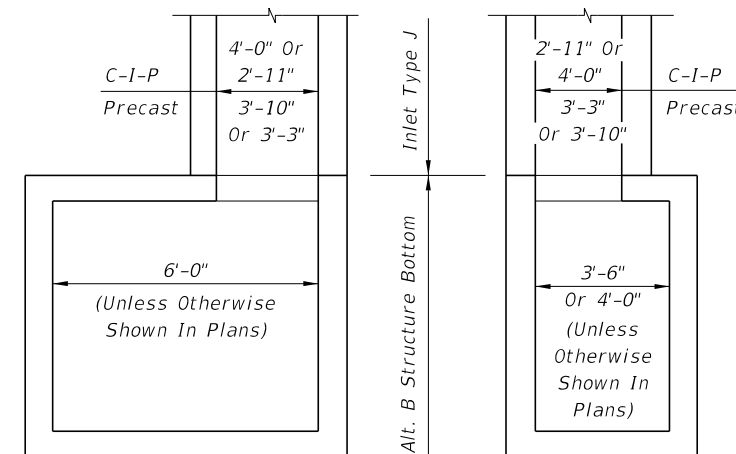 4'-0" Or
2'-11"
C-I-P
Precast
3'-10"
Or 3'-3"
6'-0"
(Unless Otherwise
Shown In Plans)
Inlet Type J
Alt. B Structure Bottom
2'-11" Or
4'-0"
C-I-P
Precast
3'-3"
Or 3'-10"
3'-6"
Or 4'-0"
(Unless
Otherwise
Shown In
Plans)